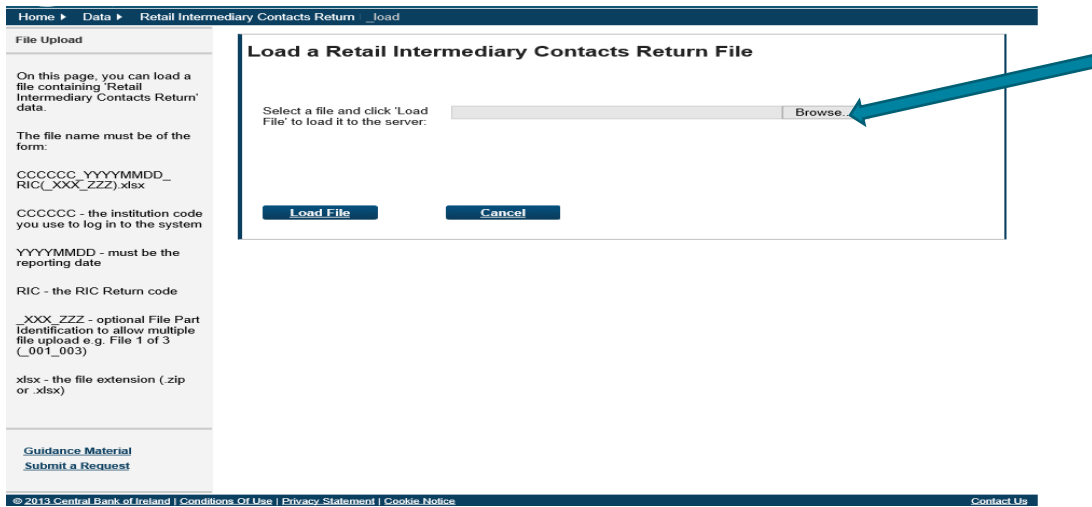 Home ▸ Data ▸ Retail Intermediary Contacts Return _load
File Upload
On this page, you can load a
file containing 'Retail
Intermediary Contacts Return'
data.
The file name must be of the
form:
CCCCCC_YYYYMMDD_
RIC(_XXX_ZZZ).xlsx
CCCCCC - the institution code
you use to log in to the system
YYYYMMDD - must be the
reporting date
RIC - the RIC Return code
_XXX_ZZZ - optional File Part
Identification to allow multiple
file upload e.g. File 1 of 3
(_001_003)
xlsx - the file extension (.zip
or .xlsx)
Guidance Material
Submit a Request
Load a Retail Intermediary Contacts Return File
Select a file and click 'Load
File' to load it to the server:
Browse...
Load File Cancel
© 2013 Central Bank of Ireland | Conditions Of Use | Privacy Statement | Cookie Notice Contact Us